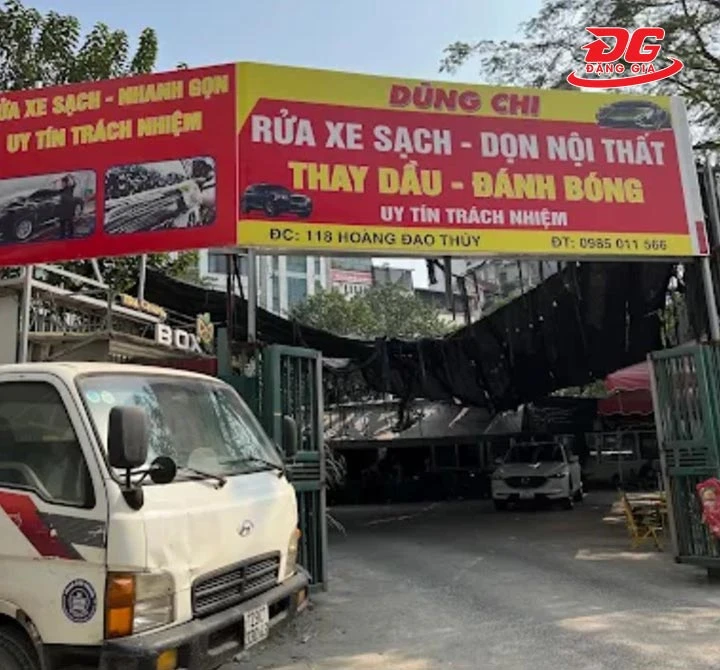 ĐG
ĐẶNG GIA
RỬA XE SẠCH - NHANH GỌN
UY TÍN TRÁCH NHIỆM
DŨNG CHI
RỬA XE SẠCH - DỌN NỘI THẤT
THAY DẦU - ĐÁNH BÓNG
UY TÍN TRÁCH NHIỆM
ĐC: 118 HOÀNG ĐẠO THÚY ĐT: 0985 011 566
BOX